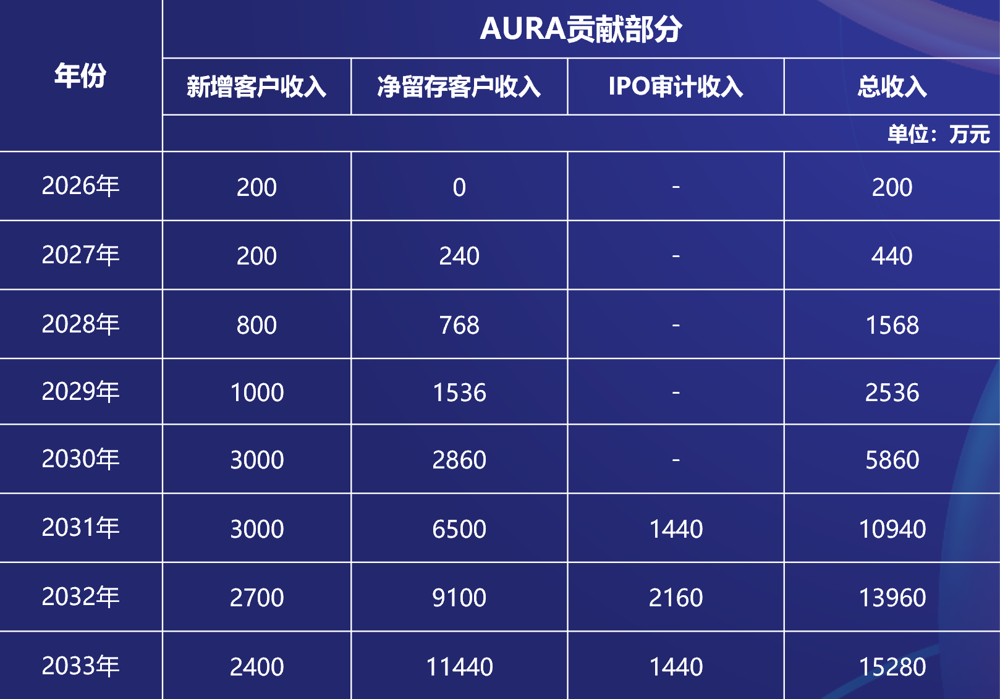 AURA贡献部分
年份
新增客户收入 净留存客户收入 IPO审计收入 总收入
单位：万元
2026年 200 0 - 200
2027年 200 240 - 440
2028年 800 768 - 1568
2029年 1000 1536 - 2536
2030年 3000 2860 - 5860
2031年 3000 6500 1440 10940
2032年 2700 9100 2160 13960
2033年 2400 11440 1440 15280